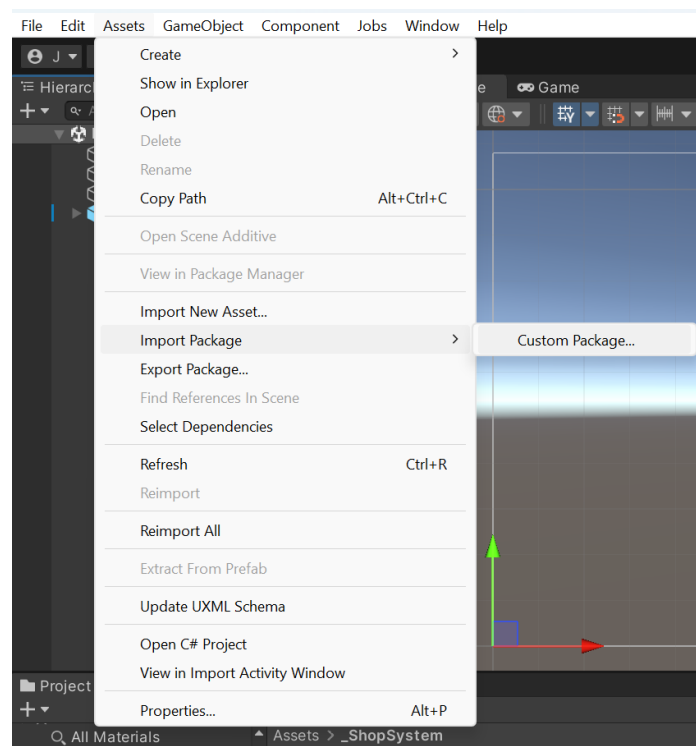 File Edit Assets GameObject Component Jobs Window Help
J
Create
Hierarc
Show in Explorer
Game
Open
Delete
Rename
Copy Path Alt+Ctrl+C
Open Scene Additive
View in Package Manager
Import New Asset...
Import Package
Custom Package...
Export Package...
Find References In Scene
Select Dependencies
Refresh Ctrl+R
Reimport
Reimport All
Extract From Prefab
Update UXML Schema
Open C# Project
View in Import Activity Window
Project
Properties... Alt+P
All Materials
Assets > _ShopSystem